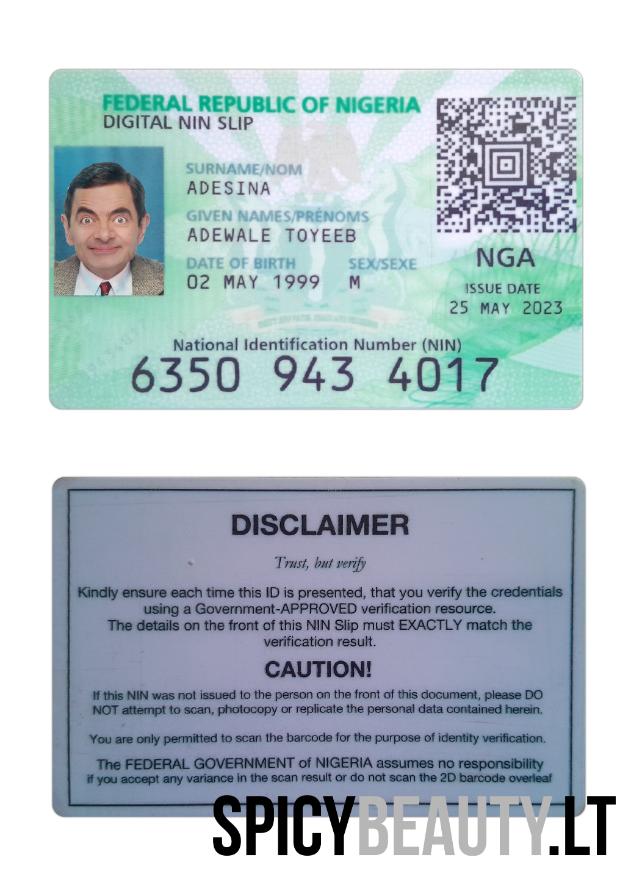 FEDERAL REPUBLIC OF NIGERIA
DIGITAL NIN SLIP
SURNAME/NOM
ADESINA
GIVEN NAMES/PRÉNOMS
ADEWALE TOYEEB
DATE OF BIRTH SEX/SEXE
02 MAY 1999 M
NGA
ISSUE DATE
25 MAY 2023
National Identification Number (NIN)
6350 943 4017
DISCLAIMER
Trust, but verify
Kindly ensure each time this ID is presented, that you verify the credentials
using a Government-APPROVED verification resource.
The details on the front of this NIN Slip must EXACTLY match the
verification result.
CAUTION!
If this NIN was not issued to the person on the front of this document, please DO
NOT attempt to scan, photocopy or replicate the personal data contained herein.
You are only permitted to scan the barcode for the purpose of identity verification.
The FEDERAL GOVERNMENT of NIGERIA assumes no responsibility
if you accept any variance in the scan result or do not scan the 2D barcode overleaf
SPICYBEAUTY.LT